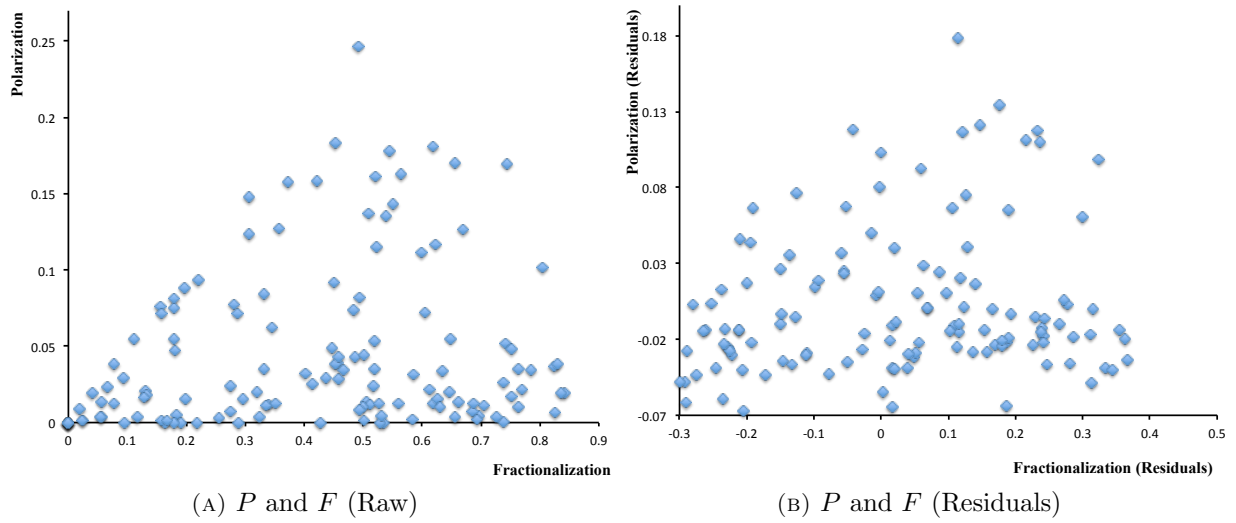 Polarization
0.25
0.2
0.15
0.1
0.05
0
0 0.1 0.2 0.3 0.4 0.5 0.6 0.7 0.8 0.9
Fractionalization
(A) P and F (Raw)
Polarization (Residuals)
0.18
0.13
0.08
0.03
-0.02
-0.07
-0.3 -0.2 -0.1 0 0.1 0.2 0.3 0.4 0.5
Fractionalization (Residuals)
(B) P and F (Residuals)